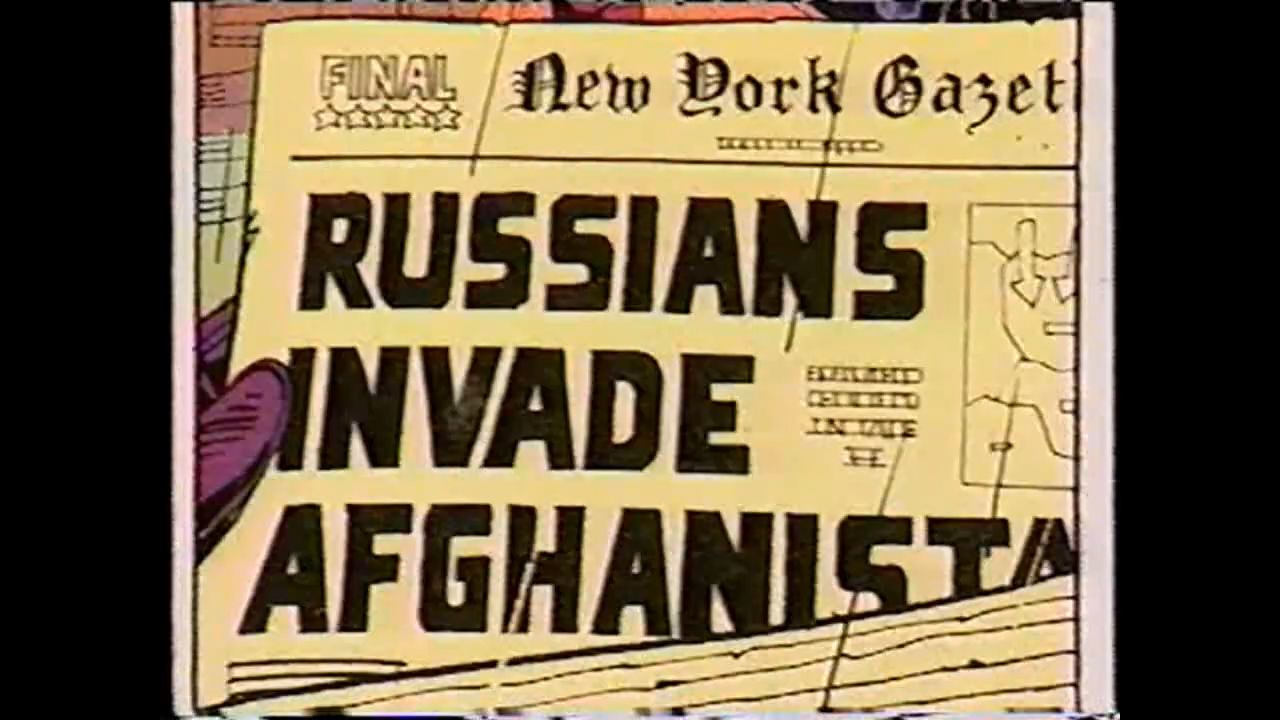 FINAL
New York Gazet
RUSSIANS
INVADE
AFGHANISTA